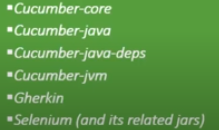 ▪Cucumber-core
▪Cucumber-java
▪Cucumber-java-deps
▪Cucumber-jvm
▪Gherkin
▪Selenium (and its related jars)